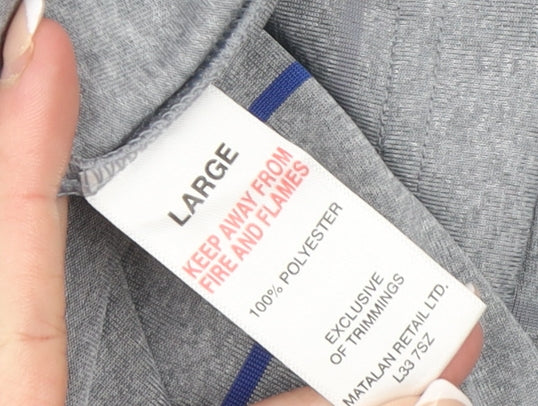 LARGE
KEEP AWAY FROM
FIRE AND FLAMES
100% POLYESTER
EXCLUSIVE
OF TRIMMINGS
MATALAN RETAIL LTD.
L33 7SZ